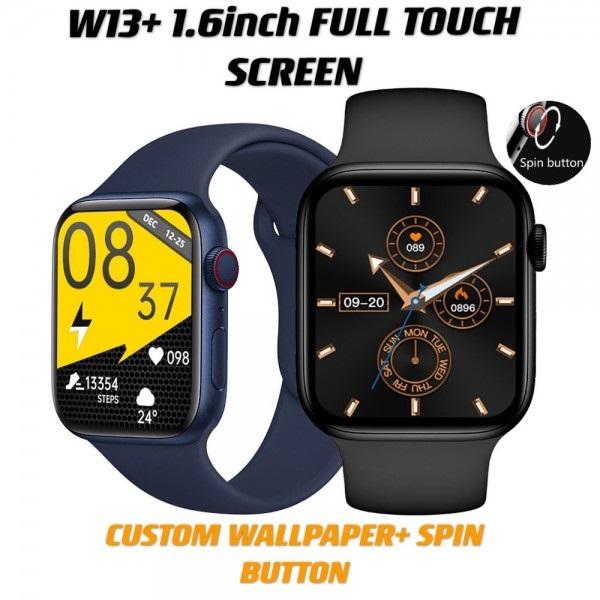 W13+ 1.6inch FULL TOUCH
SCREEN
Spin button
DEC 12-25
08
37
098
13354
STEPS
24°
089
09-20
0896
SUN MON TUE WED THU FRI SAT
CUSTOM WALLPAPER+ SPIN
BUTTON